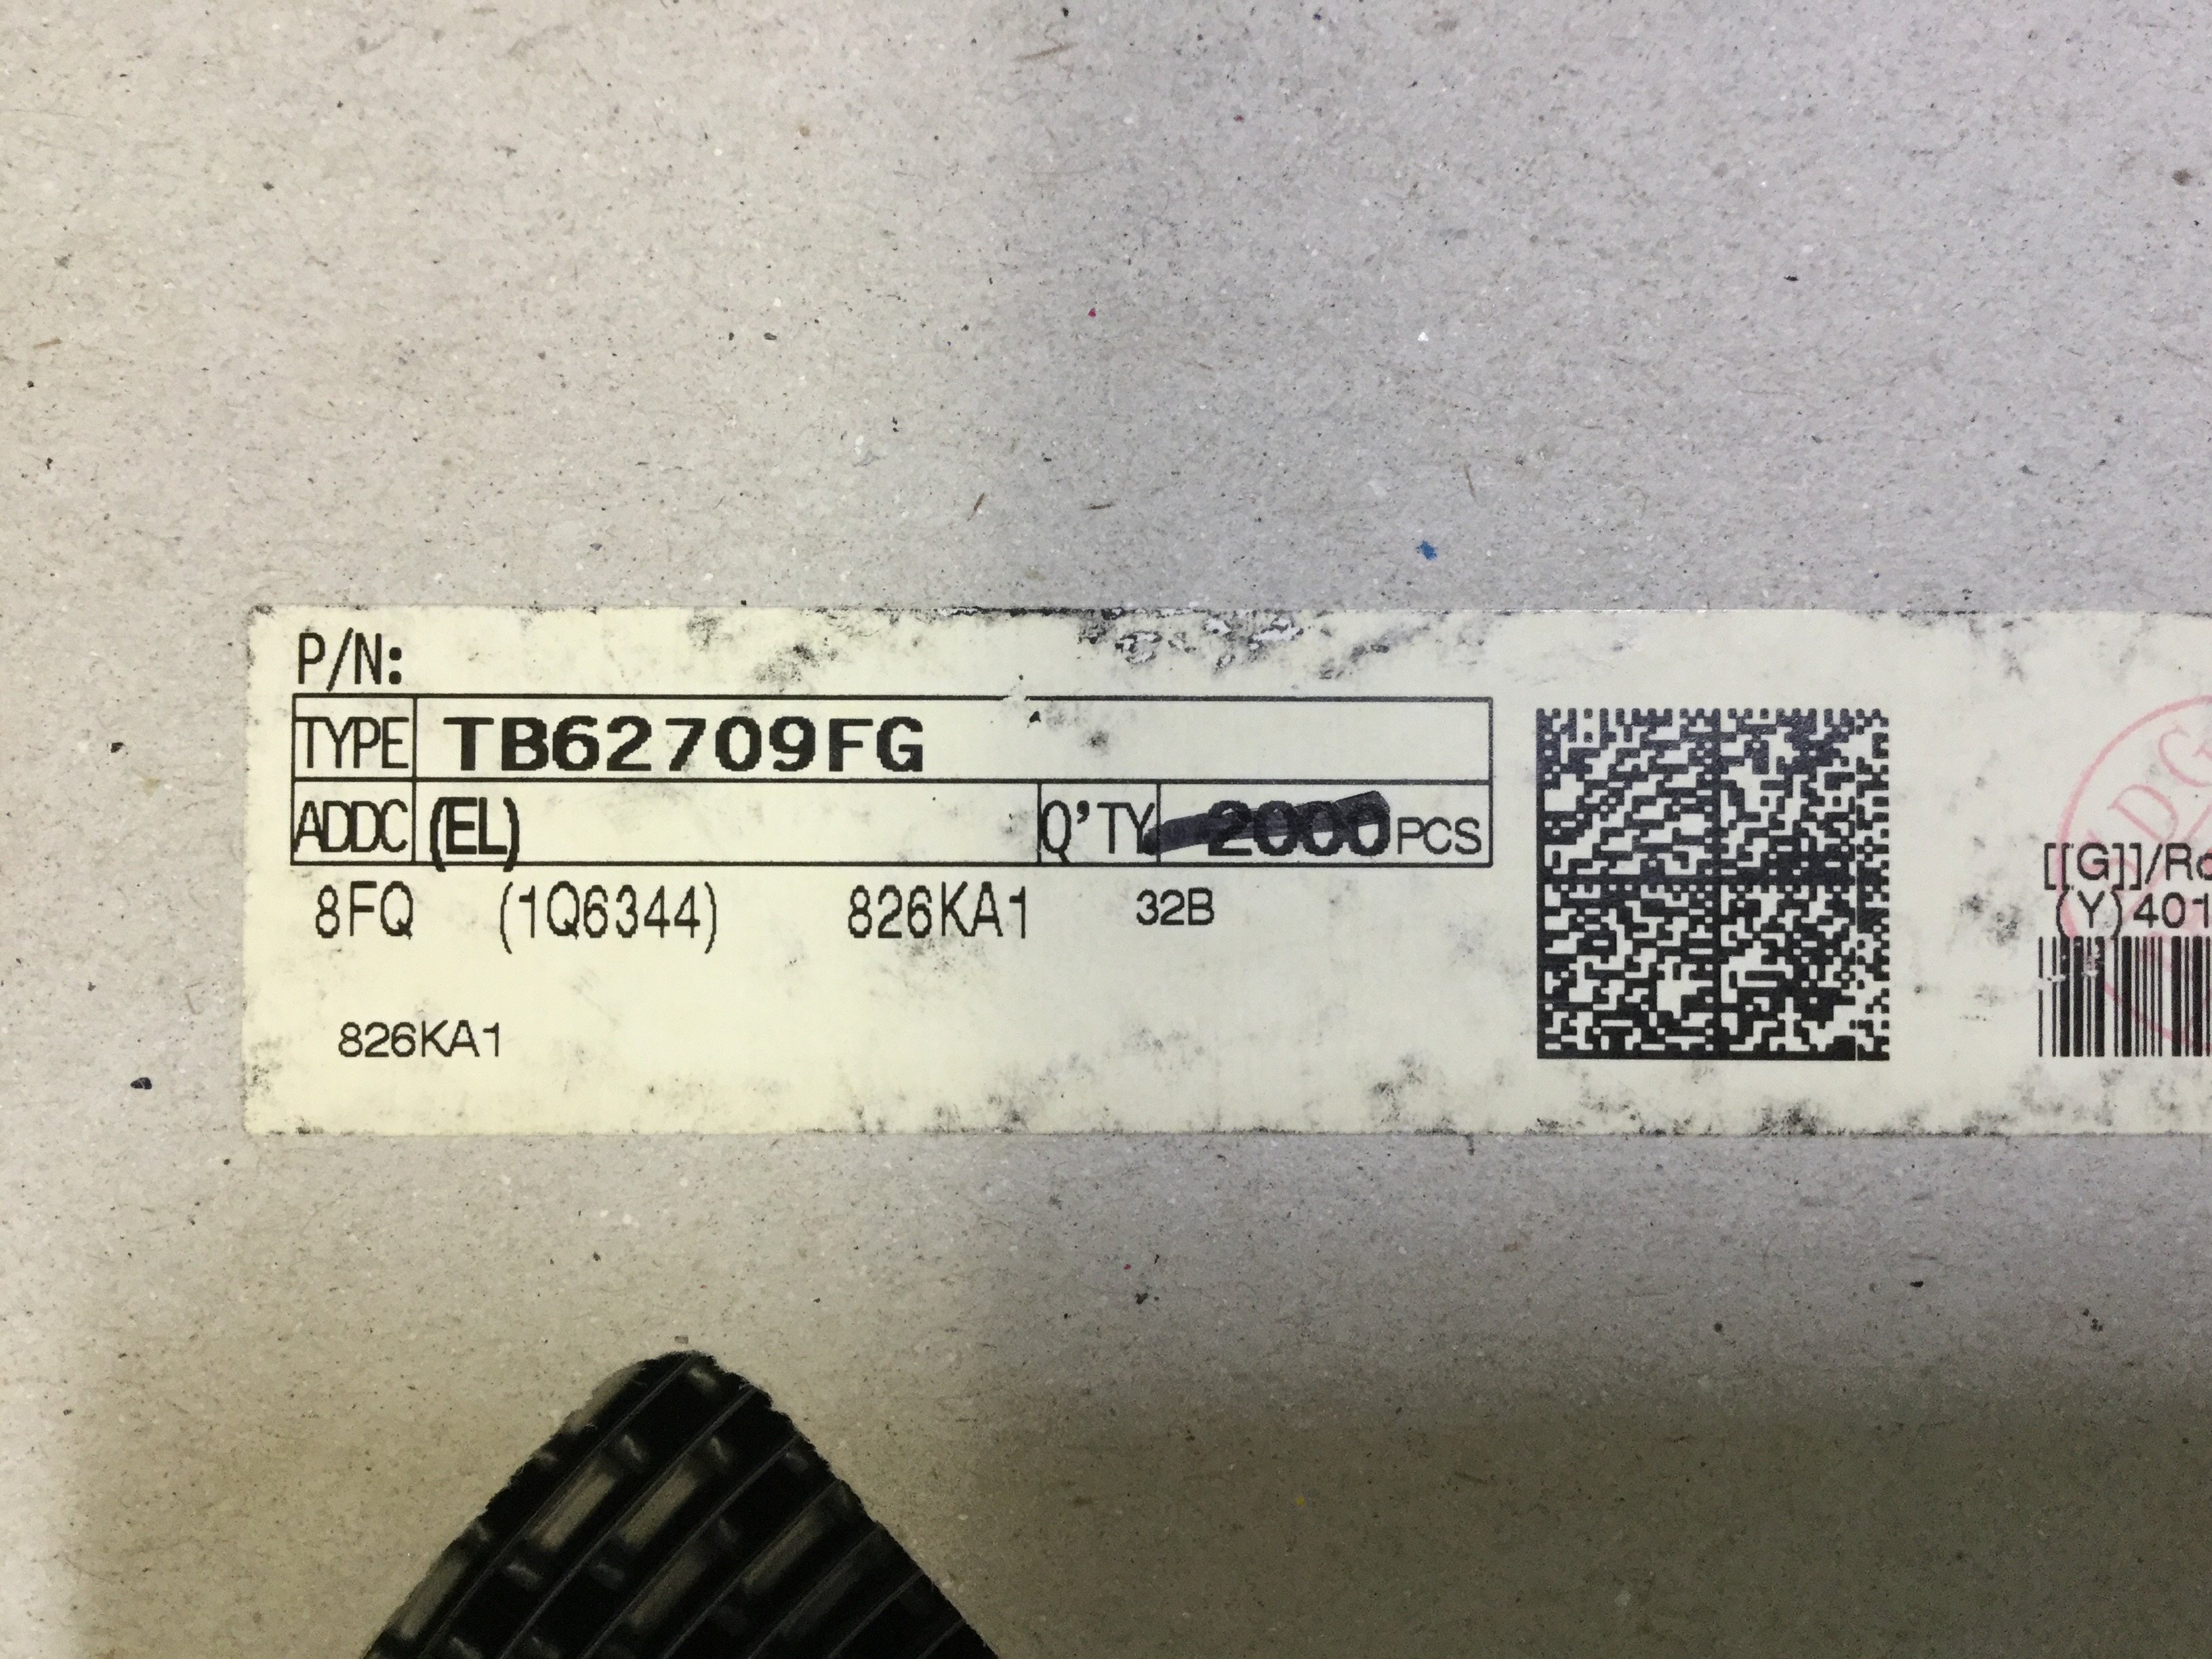 P/N:
TYPE TB62709FG
ADDC (EL) Q'TY 2000 PCS
8FQ (1Q6344) 826KA1 32B
826KA1
[[G]]/Ro
(Y)401